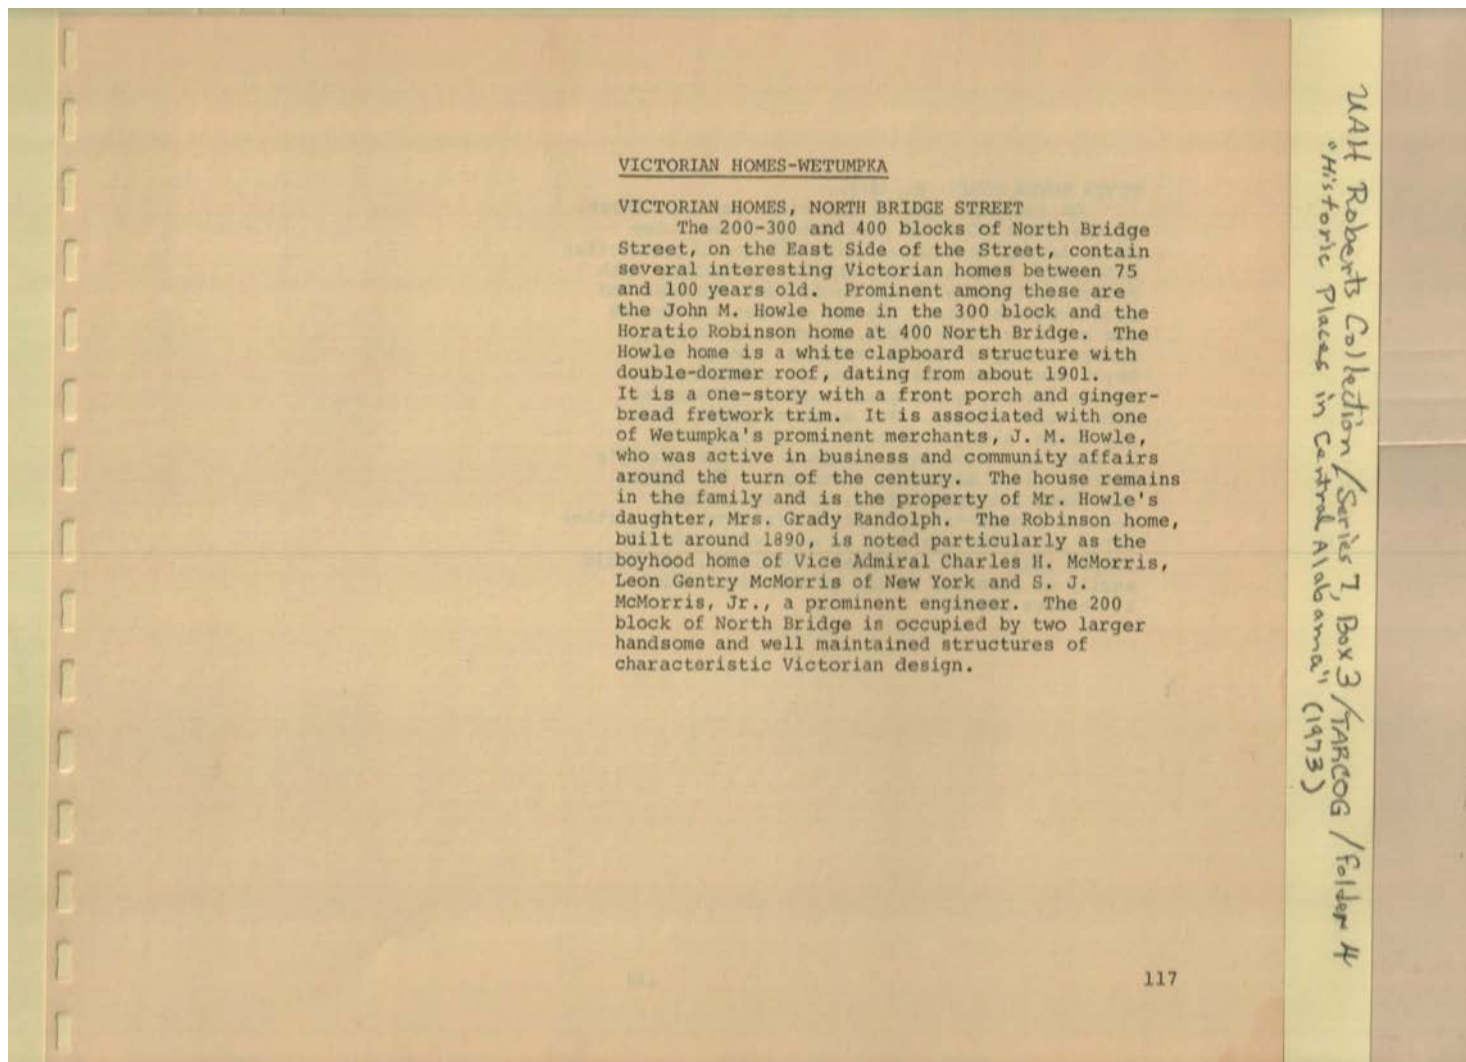 VICTORIAN HOMES-WETUMPKA
VICTORIAN HOMES, NORTH BRIDGE STREET
The 200-300 and 400 blocks of North Bridge
Street, on the East Side of the Street, contain
several interesting Victorian homes between 75
and 100 years old. Prominent among these are
the John M. Howle home in the 300 block and the
Horatio Robinson home at 400 North Bridge. The
Howle home is a white clapboard structure with
double-dormer roof, dating from about 1901.
It is a one-story with a front porch and ginger-
bread fretwork trim. It is associated with one
of Wetumpka's prominent merchants, J. M. Howle,
who was active in business and community affairs
around the turn of the century. The house remains
in the family and is the property of Mr. Howle's
daughter, Mrs. Grady Randolph. The Robinson home,
built around 1890, is noted particularly as the
boyhood home of Vice Admiral Charles H. McMorris,
Leon Gentry McMorris of New York and S. J.
McMorris, Jr., a prominent engineer. The 200
block of North Bridge is occupied by two larger
handsome and well maintained structures of
characteristic Victorian design.
117
UAH Roberts Collection/Series 7, Box 3/TARCOG/Folder 4
"Historic Places in Central Alabama" (1973)